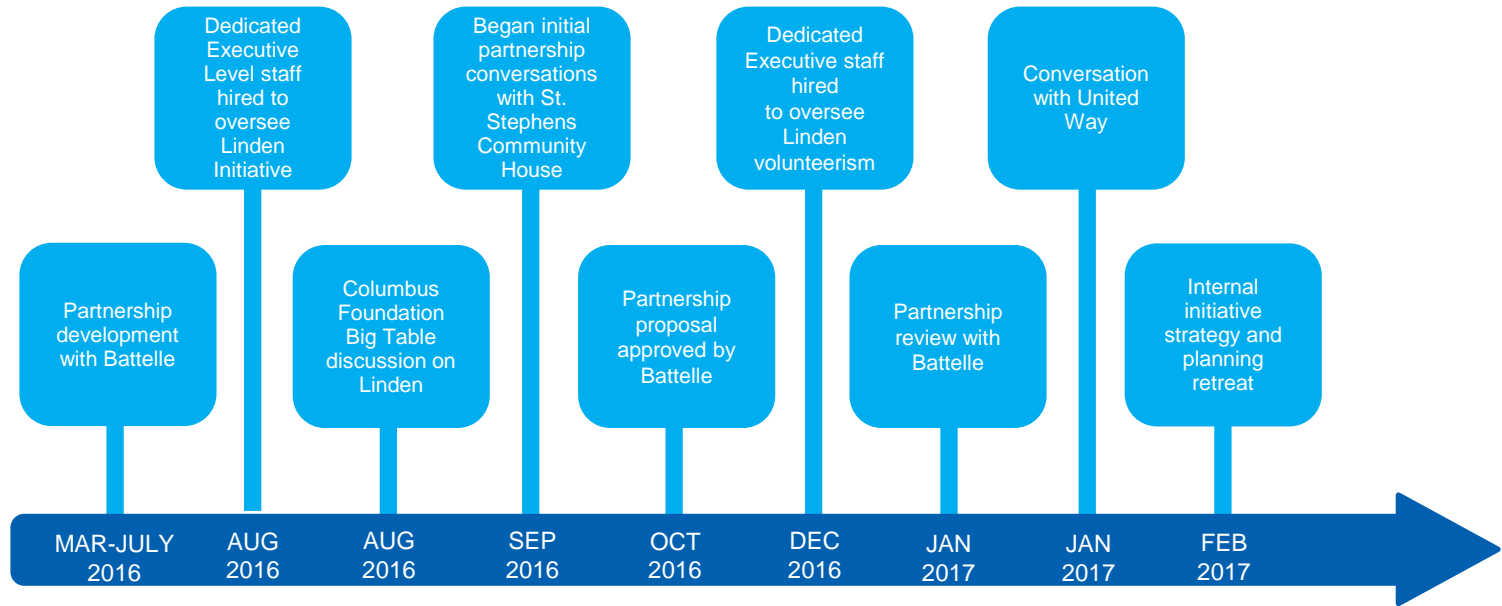 Dedicated
Executive
Level staff
hired to
oversee
Linden
Initiative
Began initial
partnership
conversations
with St.
Stephens
Community
House
Dedicated
Executive staff
hired
to oversee
Linden
volunteerism
Conversation
with United
Way
Partnership
development
with Battelle
Columbus
Foundation
Big Table
discussion on
Linden
Partnership
proposal
approved by
Battelle
Partnership
review with
Battelle
Internal
initiative
strategy and
planning
retreat
MAR-JULY
2016
AUG
2016
AUG
2016
SEP
2016
OCT
2016
DEC
2016
JAN
2017
JAN
2017
FEB
2017